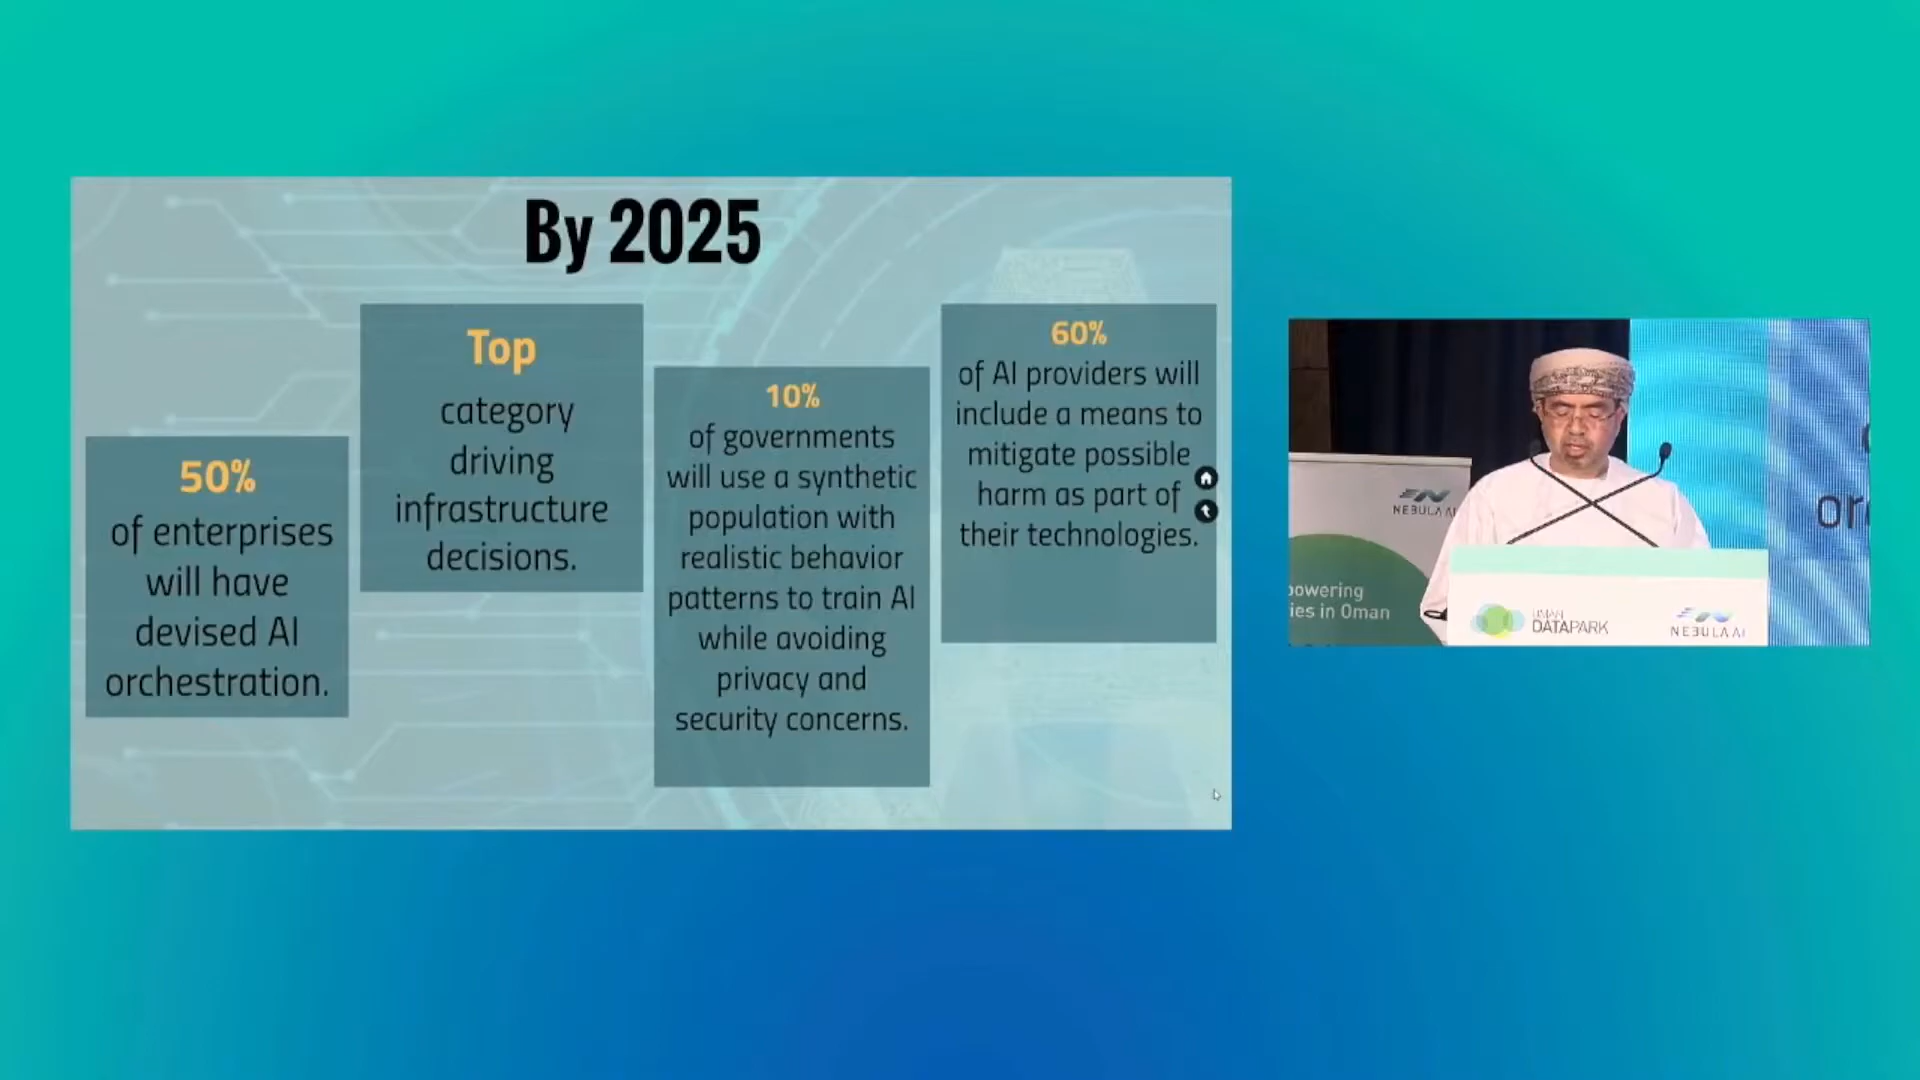 By 2025
50%
of enterprises
will have
devised AI
orchestration.
Top
category
driving
infrastructure
decisions.
10%
of governments
will use a synthetic
population with
realistic behavior
patterns to train AI
while avoiding
privacy and
security concerns.
60%
of AI providers will
include a means to
mitigate possible
harm as part of
their technologies.
NEBULA AI
powering
ies in Oman
OMAN
DATAPARK
NEBULA AI
or